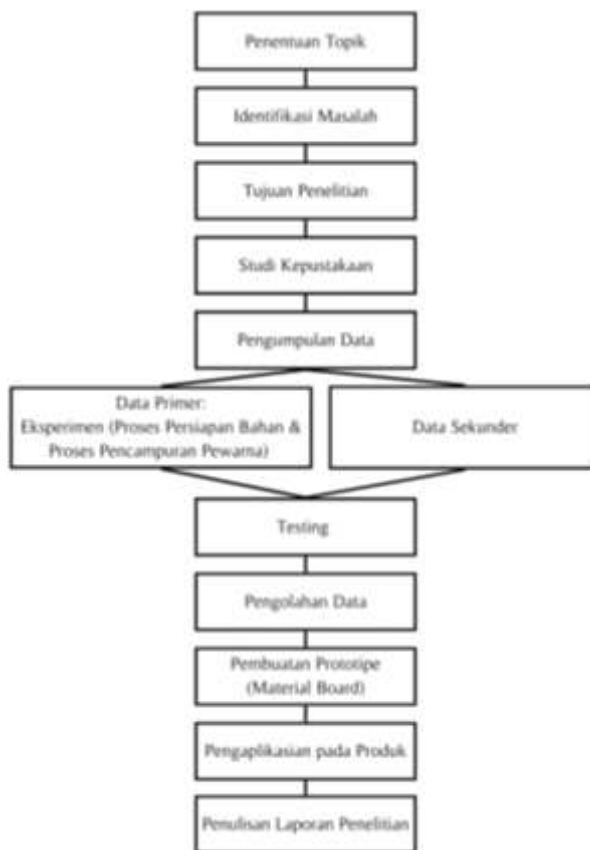 Penentuan Topik
Identifikasi Masalah
Tujuan Penelitian
Studi Kepustakaan
Pengumpulan Data
Data Primer:
Eksperimen (Proses Persiapan Bahan &
Proses Pencampuran Pewarna)
Data Sekunder
Testing
Pengolahan Data
Pembuatan Prototipe
(Material Board)
Pengaplikasian pada Produk
Penulisan Laporan Penelitian